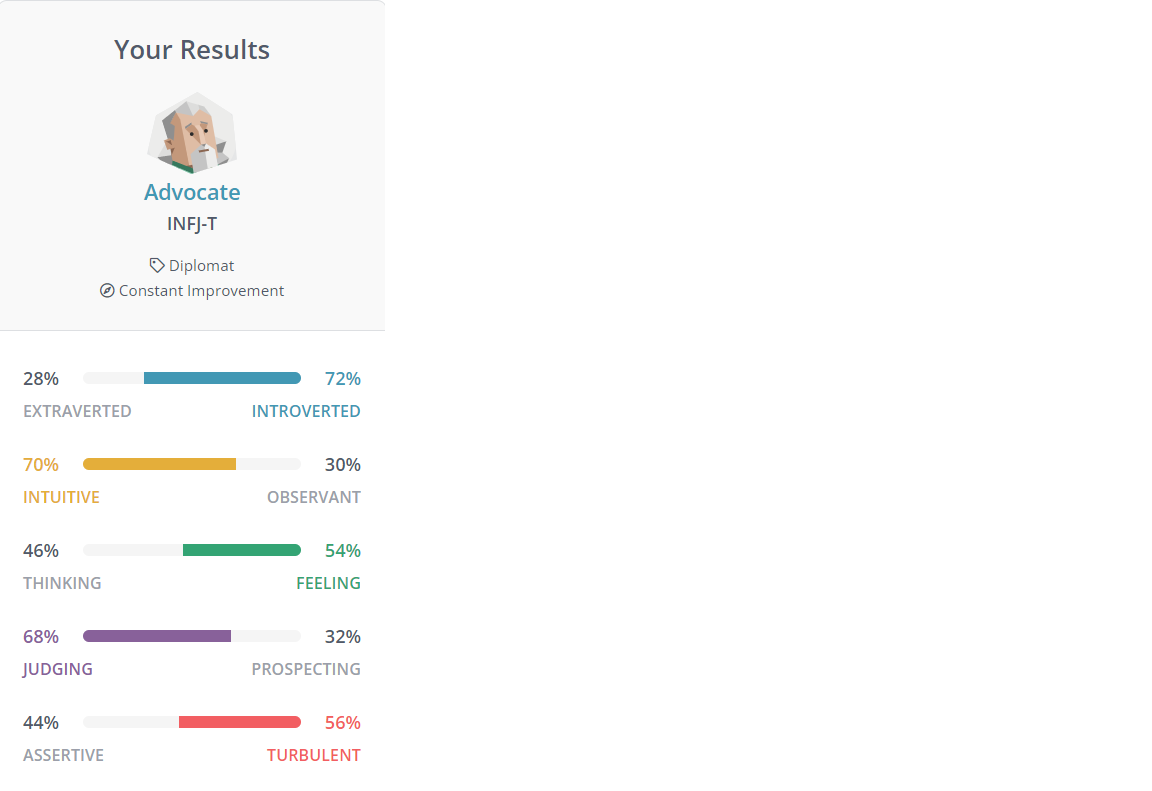 Your Results
Advocate
INFJ-T
Diplomat
Constant Improvement
28% 72%
EXTRAVERTED INTROVERTED
70% 30%
INTUITIVE OBSERVANT
46% 54%
THINKING FEELING
68% 32%
JUDGING PROSPECTING
44% 56%
ASSERTIVE TURBULENT